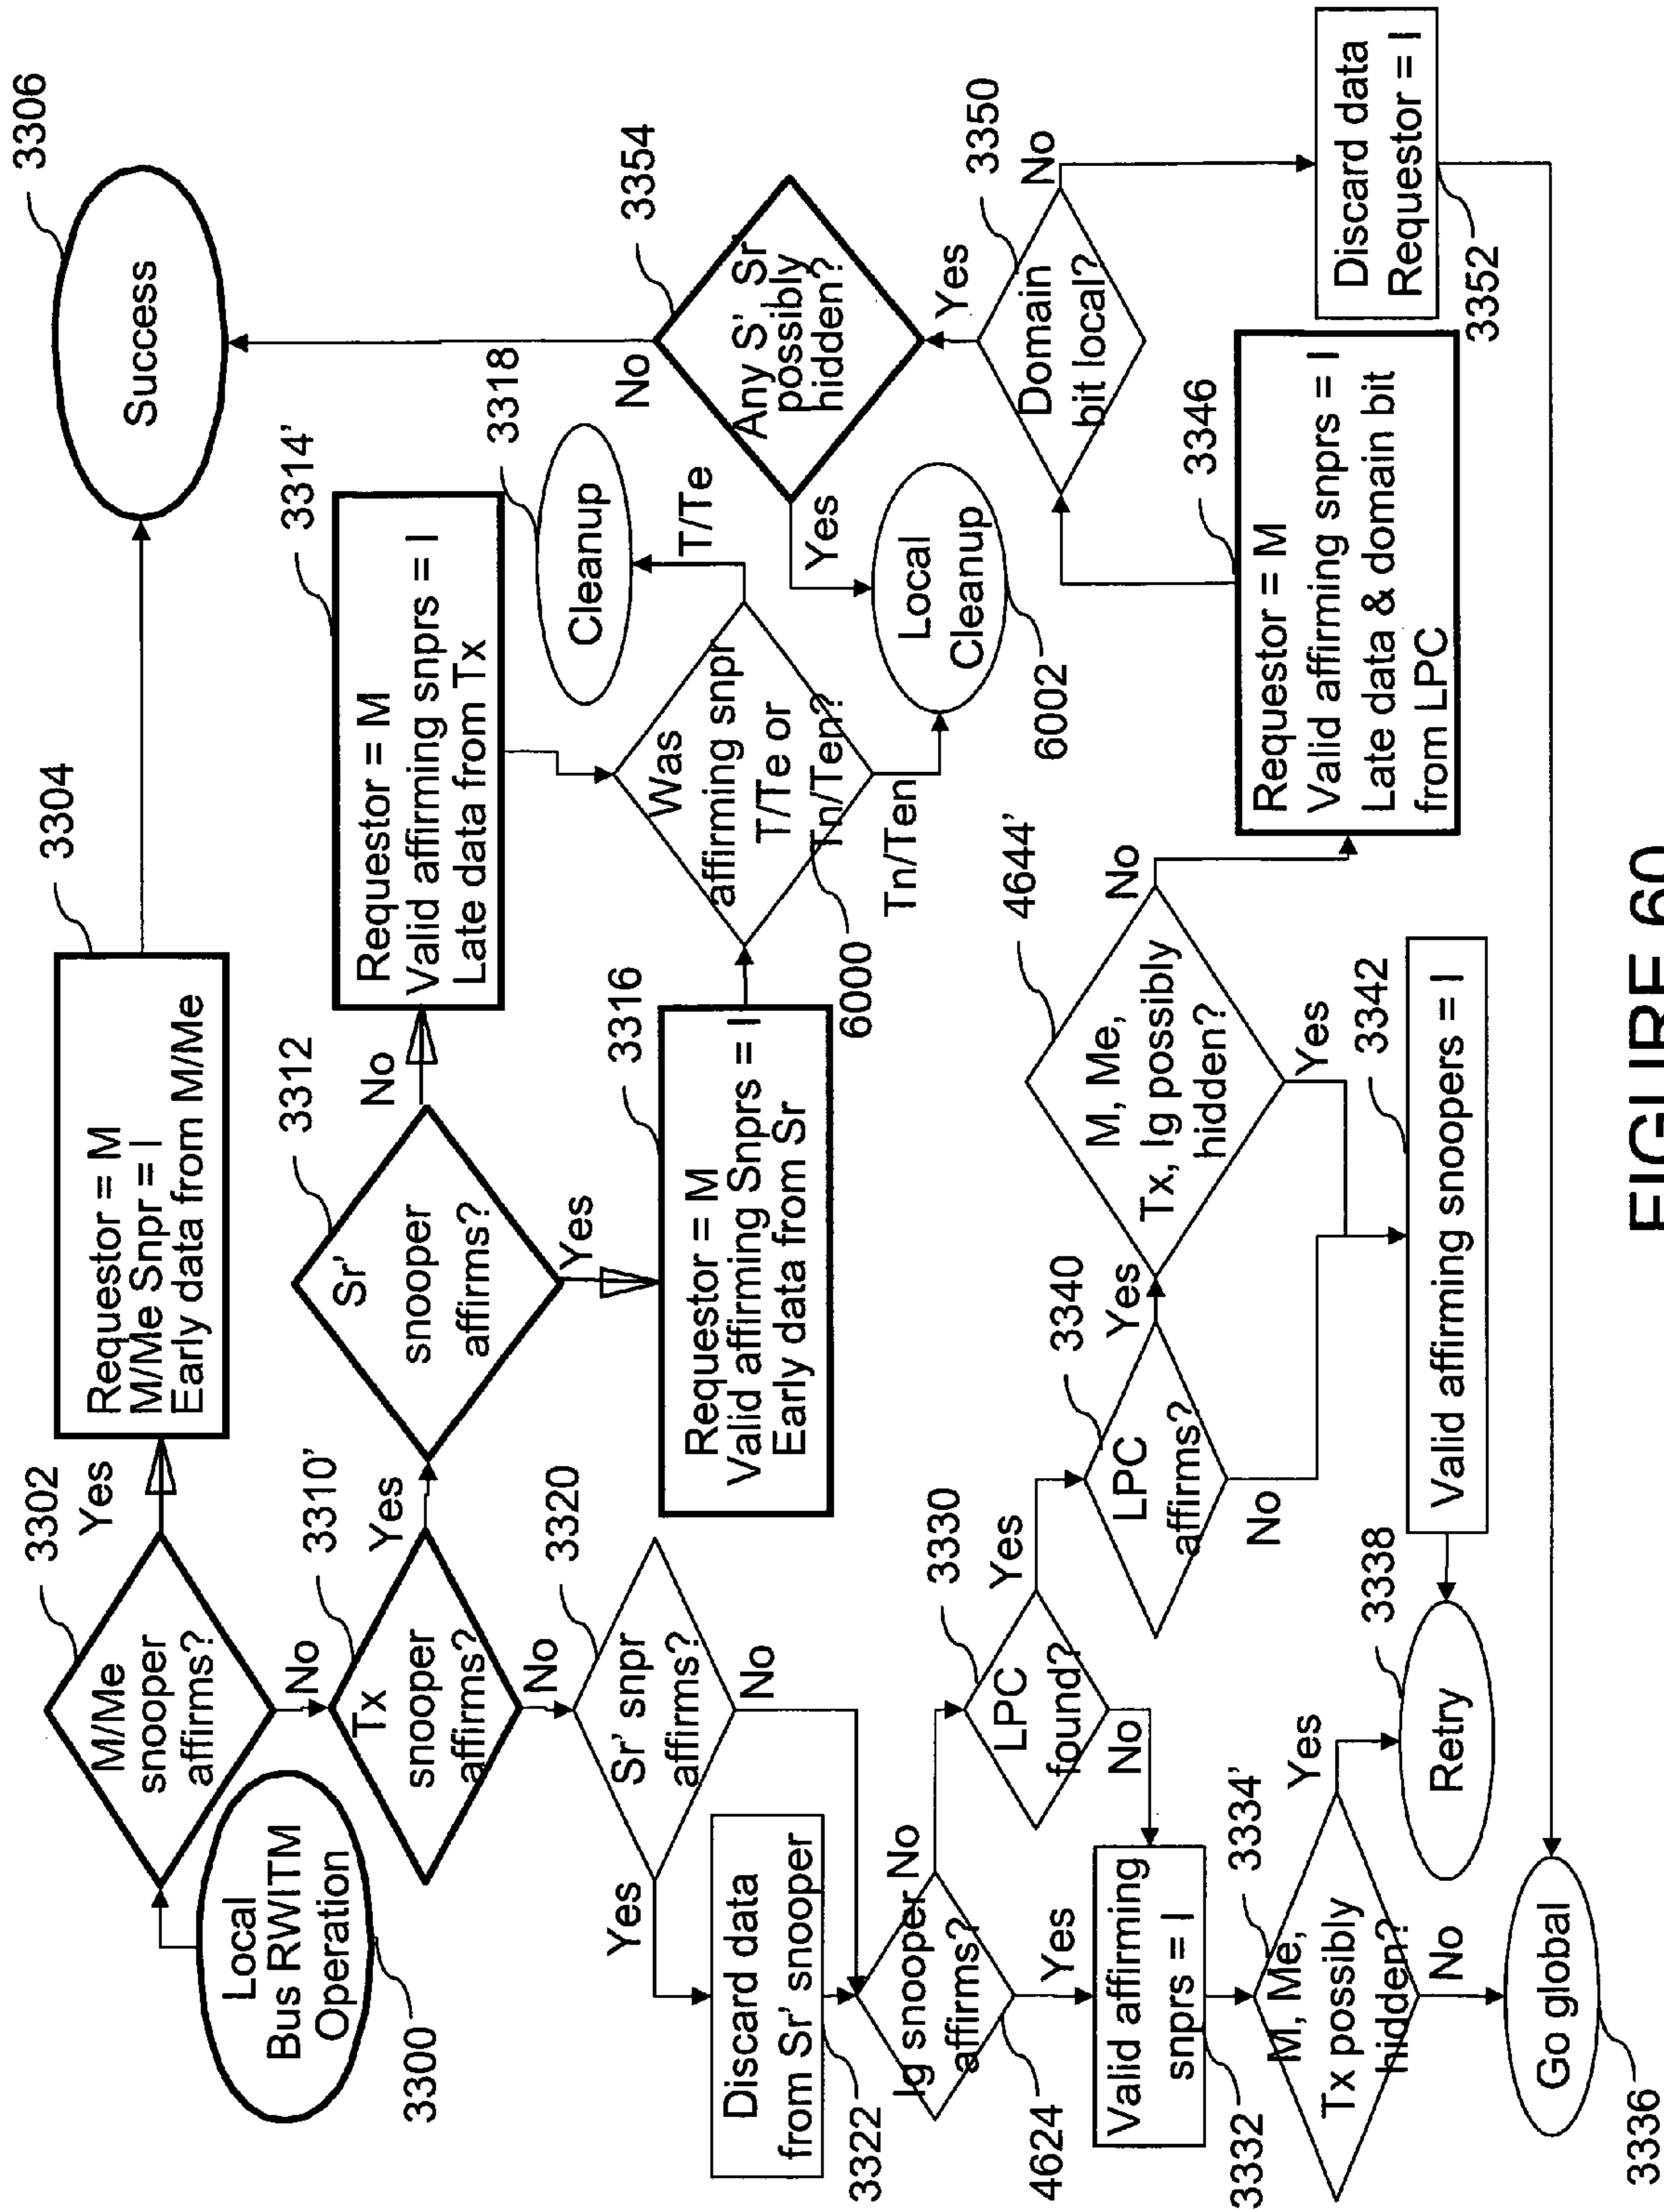 3300
Local
Bus RWITM
Operation
3302
M/Me
snooper
affirms?
Yes
No
3304
Requestor = M
M/Me Snpr = I
Early data from M/Me
3306
Success
3310'
Tx
snooper
affirms?
Yes
No
3312
Sr'
snooper
affirms?
No
Yes
3314'
Requestor = M
Valid affirming snprs = I
Late data from Tx
3316
Requestor = M
Valid affirming Snprs = I
Early data from Sr
6000
Was
affirming snpr
T/Te or
Tn/Ten?
T/Te
Tn/Ten
3318
Cleanup
6002
Local
Cleanup
3320
Sr' snpr
affirms?
Yes
No
3322
Discard data
from Sr' snooper
4624
Ig snooper
affirms?
No
Yes
3330
LPC
found?
Yes
No
3332
Valid affirming
snprs = I
3334'
M, Me,
Tx possibly
hidden?
Yes
No
3336
Go global
3338
Retry
3340
LPC
affirms?
Yes
No
3342
Valid affirming snoopers = I
4644'
M, Me,
Tx, Ig possibly
hidden?
No
Yes
3346
Requestor = M
Valid affirming snprs = I
Late data & domain bit
from LPC
3350
Domain
bit local?
Yes
No
3352
Discard data
Requestor = I
3354
Any S' Sr'
possibly
hidden?
No
Yes
FIGURE 60